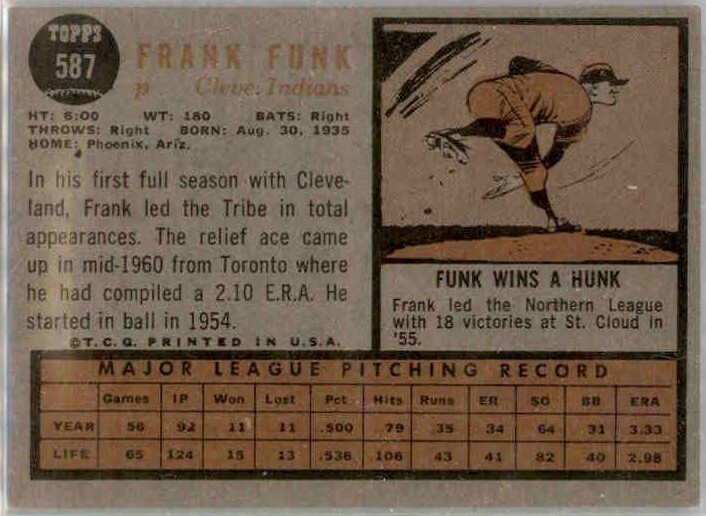 TOPPS
587
FRANK FUNK
p Cleve. Indians
HT: 6:00 WT: 180 BATS: Right
THROWS: Right BORN: Aug. 30, 1935
HOME: Phoenix, Ariz.
In his first full season with Cleve-
land, Frank led the Tribe in total
appearances. The relief ace came
up in mid-1960 from Toronto where
he had compiled a 2.10 E.R.A. He
started in ball in 1954.
©T.C.G. PRINTED IN U.S.A.
FUNK WINS A HUNK
Frank led the Northern League
with 18 victories at St. Cloud in
'55.
MAJOR LEAGUE PITCHING RECORD
Games IP Won Lost Pct Hits Runs ER SO BB ERA
YEAR 56 92 11 11 .500 79 35 34 64 31 3.33
LIFE 65 124 15 13 .536 106 43 41 82 40 2.98